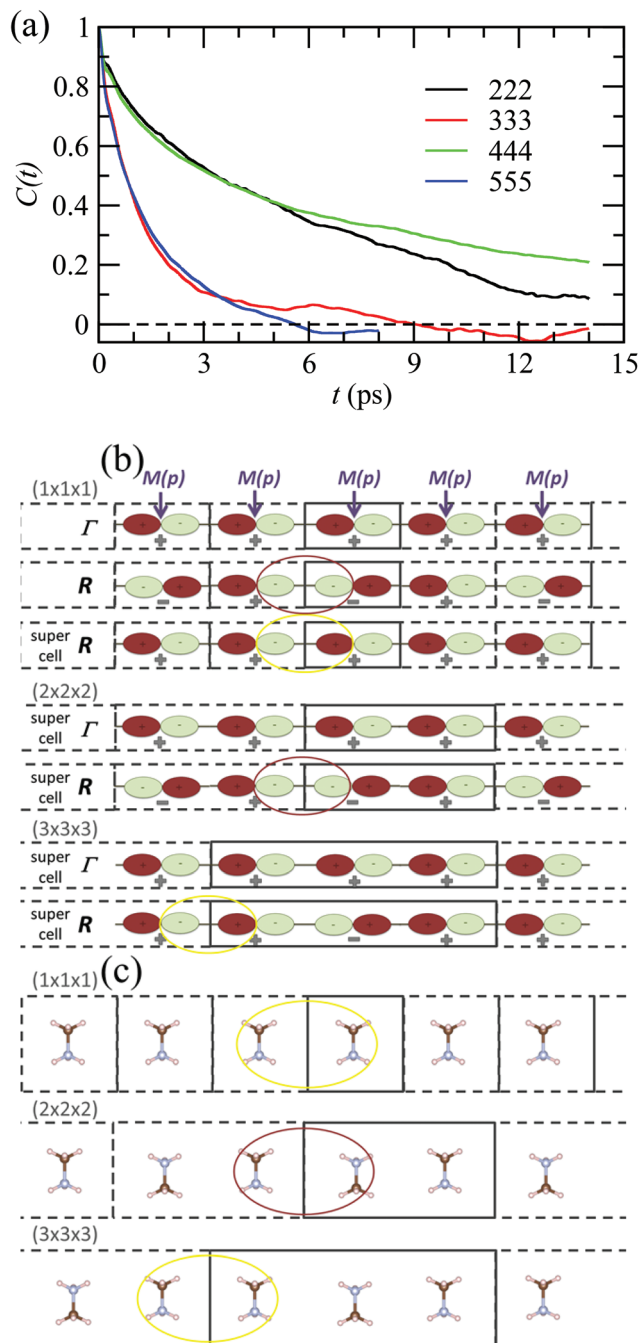 (a)
1
0.8
0.6
0.4
0.2
0
C(t)
222
333
444
555
0 3 6 9 12 15
t (ps)
(b)
(1x1x1) M(p) M(p) M(p) M(p) M(p)
Γ + - + - + - + - + -
+ + + + +
R - + + - - + + - - +
− + − + −
super cell R + - + - + - + - + -
+ + + + +
(2x2x2)
super cell Γ + - + - + - + - + -
+ + + + +
super cell R - + + - - + + - - +
− + − + −
(3x3x3)
super cell Γ + - + - + - + - + -
+ + + + +
super cell R + - + - - + + - + -
+ + − + +
(c)
(1x1x1)
(2x2x2)
(3x3x3)